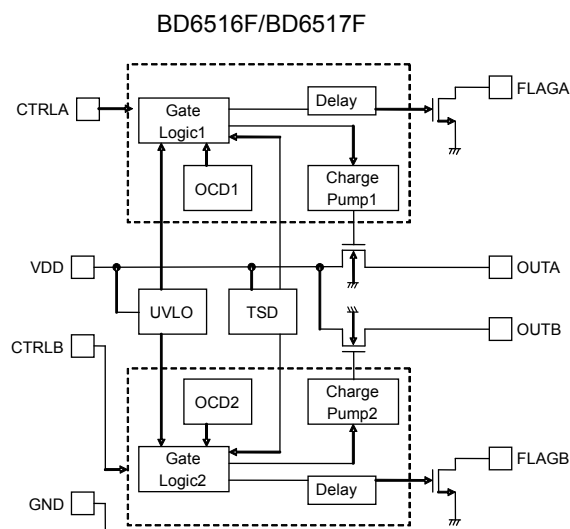 BD6516F/BD6517F
CTRLA
Gate
Logic1
Delay
FLAGA
OCD1
Charge
Pump1
VDD
OUTA
UVLO
TSD
OUTB
CTRLB
OCD2
Charge
Pump2
Gate
Logic2
Delay
FLAGB
GND